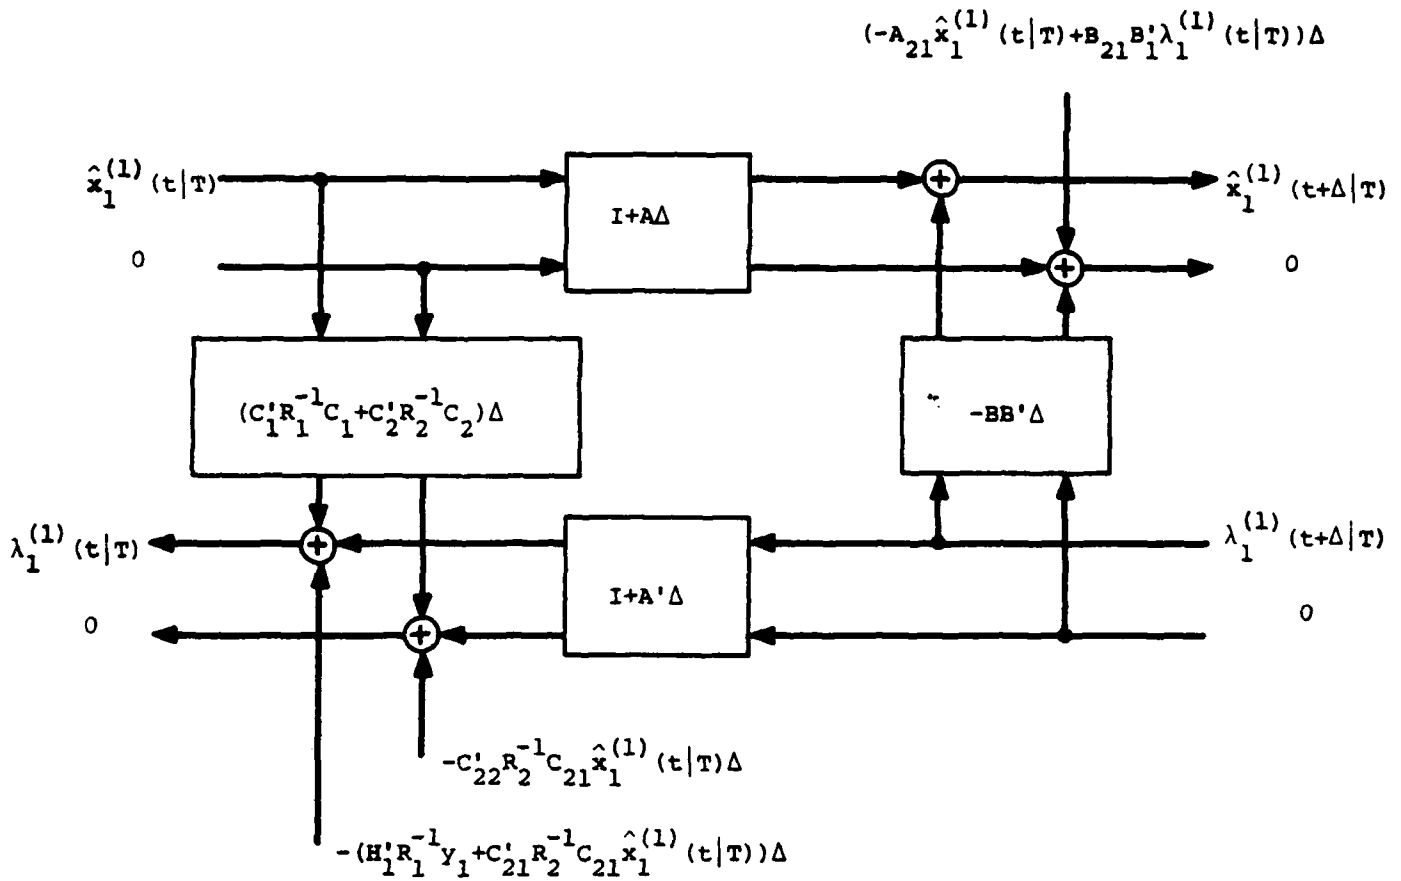 (-A₂₁x̂₁⁽¹⁾(t|T)+B₂₁B₁'λ₁⁽¹⁾(t|T))Δ
x̂₁⁽¹⁾(t|T)
I+AΔ
x̂₁⁽¹⁾(t+Δ|T)
0
0
(C₁'R₁⁻¹C₁+C₂'R₂⁻¹C₂)Δ
-BB'Δ
λ₁⁽¹⁾(t|T)
I+A'Δ
λ₁⁽¹⁾(t+Δ|T)
0
0
-C₂₂'R₂⁻¹C₂₁x̂₁⁽¹⁾(t|T)Δ
-(H₁'R₁⁻¹y₁+C₂₁'R₂⁻¹C₂₁x̂₁⁽¹⁾(t|T))Δ